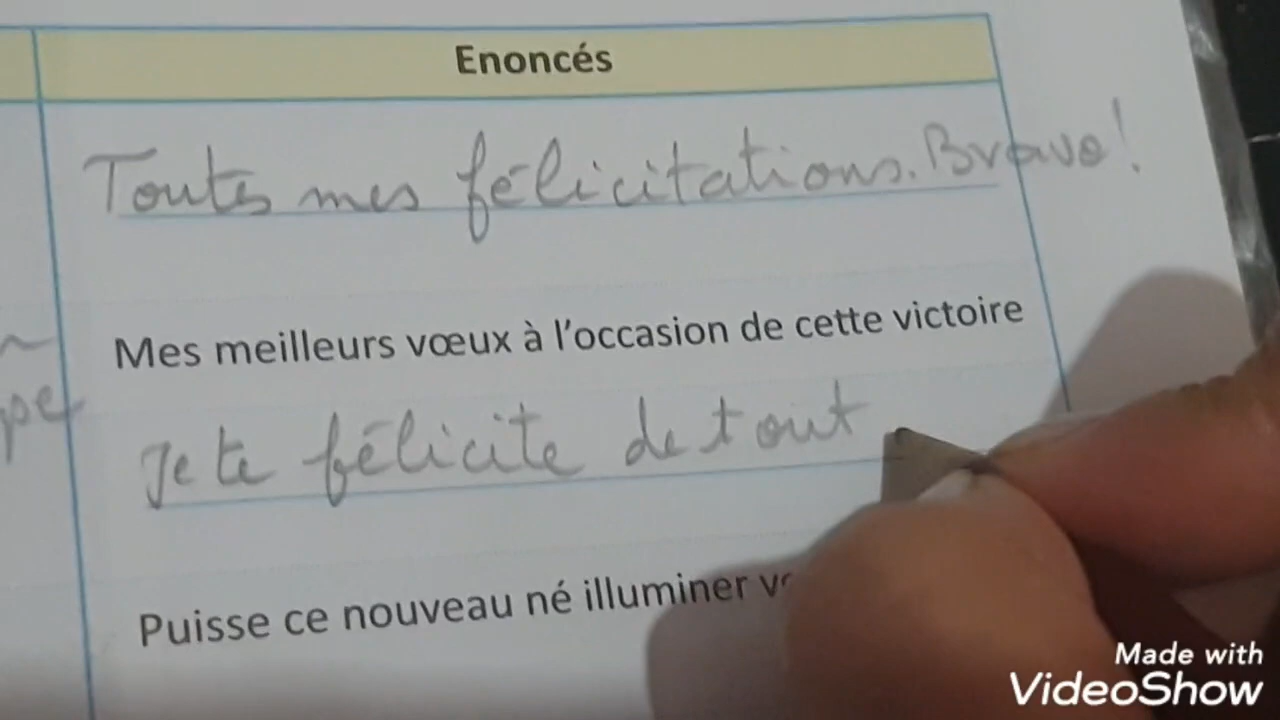 Enoncés
Toutes mes félicitations. Bravo!
Mes meilleurs vœux à l'occasion de cette victoire
Je te félicite de tout
Puisse ce nouveau né illuminer
Made with
VideoShow